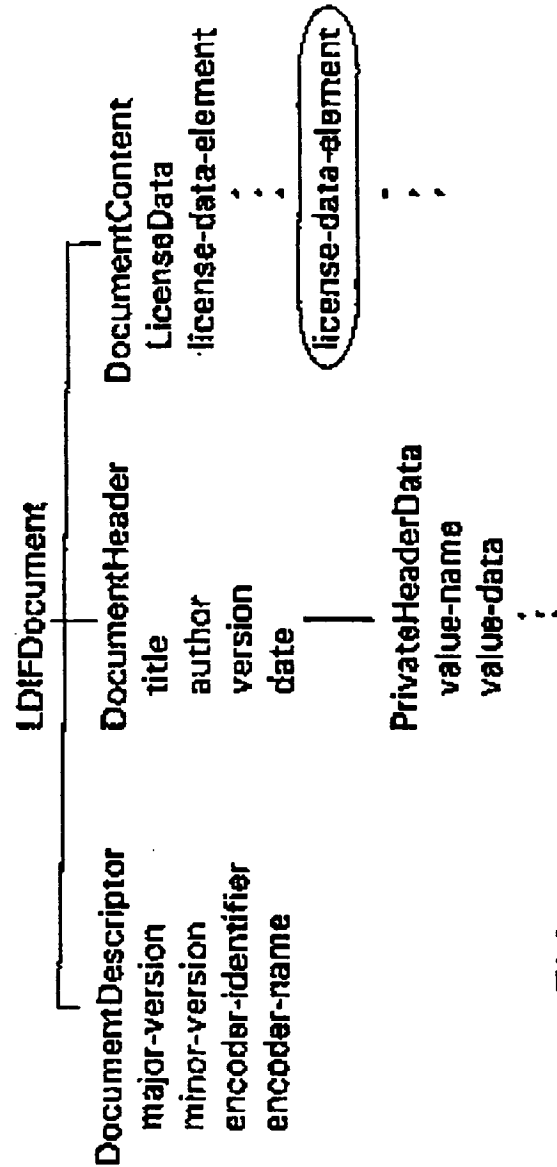 LDIFDocument
DocumentDescriptor
major-version
minor-version
encoder-identifier
encoder-name
DocumentHeader
title
author
version
date
PrivateHeaderData
value-name
value-data
DocumentContent
LicenseData
license-data-element
license-data-element